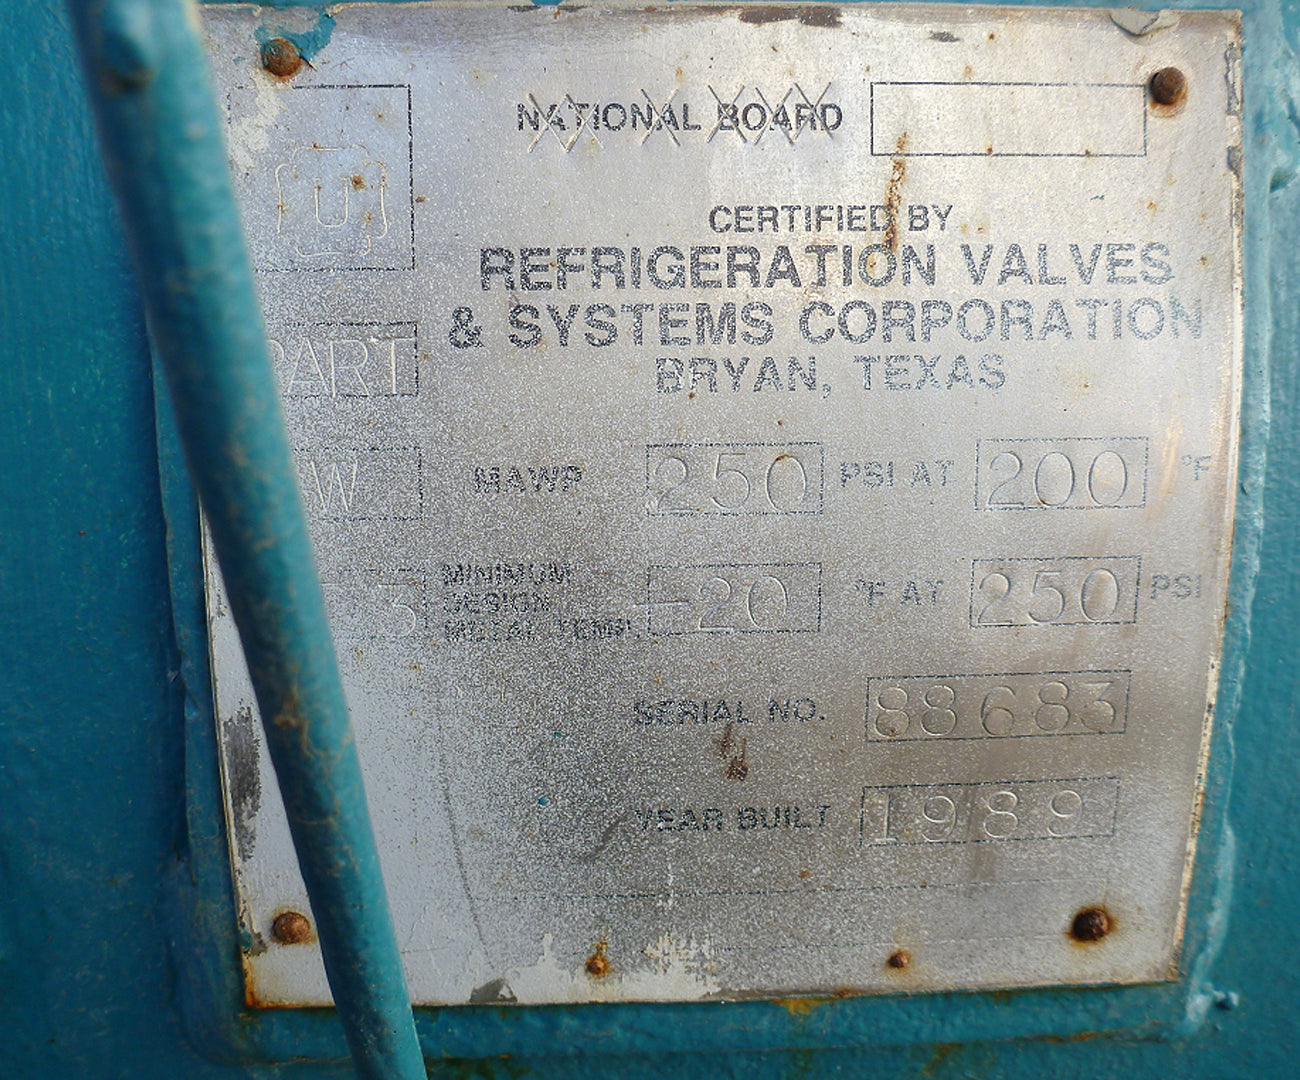 NATIONAL BOARD
U
CERTIFIED BY
REFRIGERATION VALVES
& SYSTEMS CORPORATION
BRYAN, TEXAS
PART
W
MAWP 250 PSI AT 200 °F
MINIMUM
DESIGN
METAL TEMP. -20 °F AT 250 PSI
3
SERIAL NO. 88683
YEAR BUILT 1989